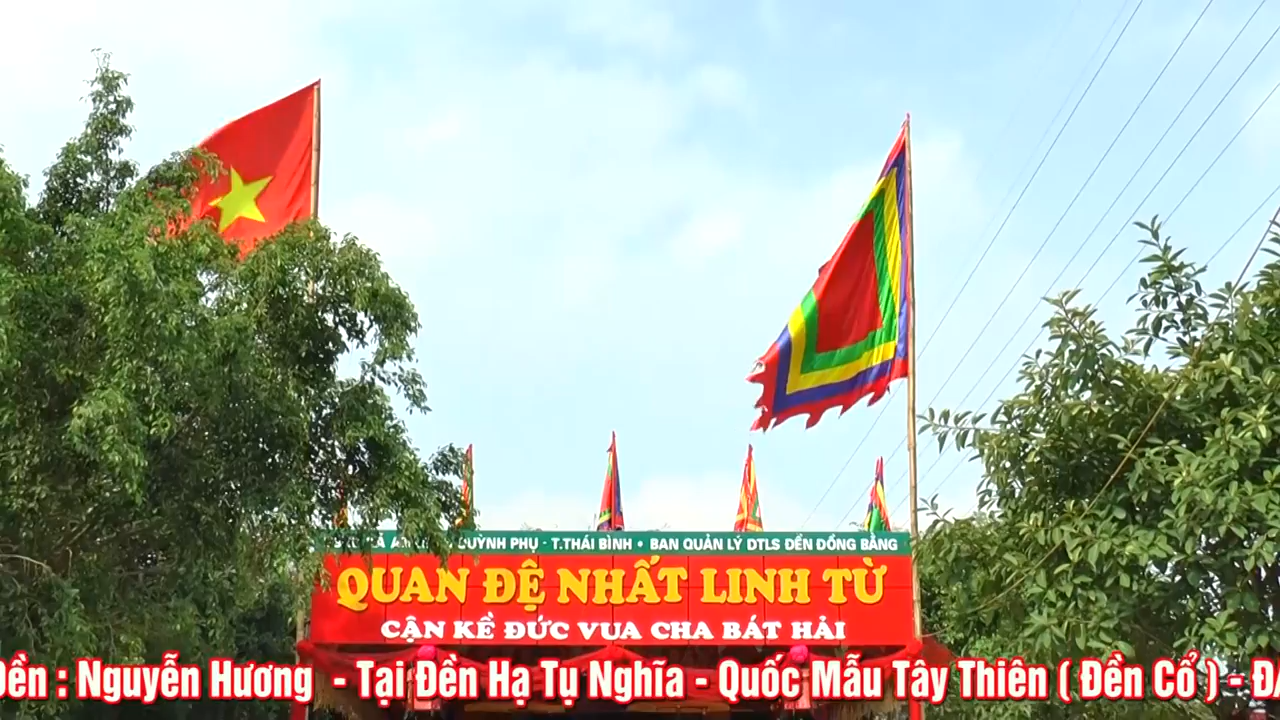 QUỲNH PHỤ - T.THÁI BÌNH • BAN QUẢN LÝ DTLS ĐỀN ĐỒNG BẰNG
QUAN ĐỆ NHẤT LINH TỪ
CẬN KỀ ĐỨC VUA CHA BÁT HẢI
Đền : Nguyễn Hương - Tại Đền Hạ Tụ Nghĩa - Quốc Mẫu Tây Thiên ( Đền Cổ ) -